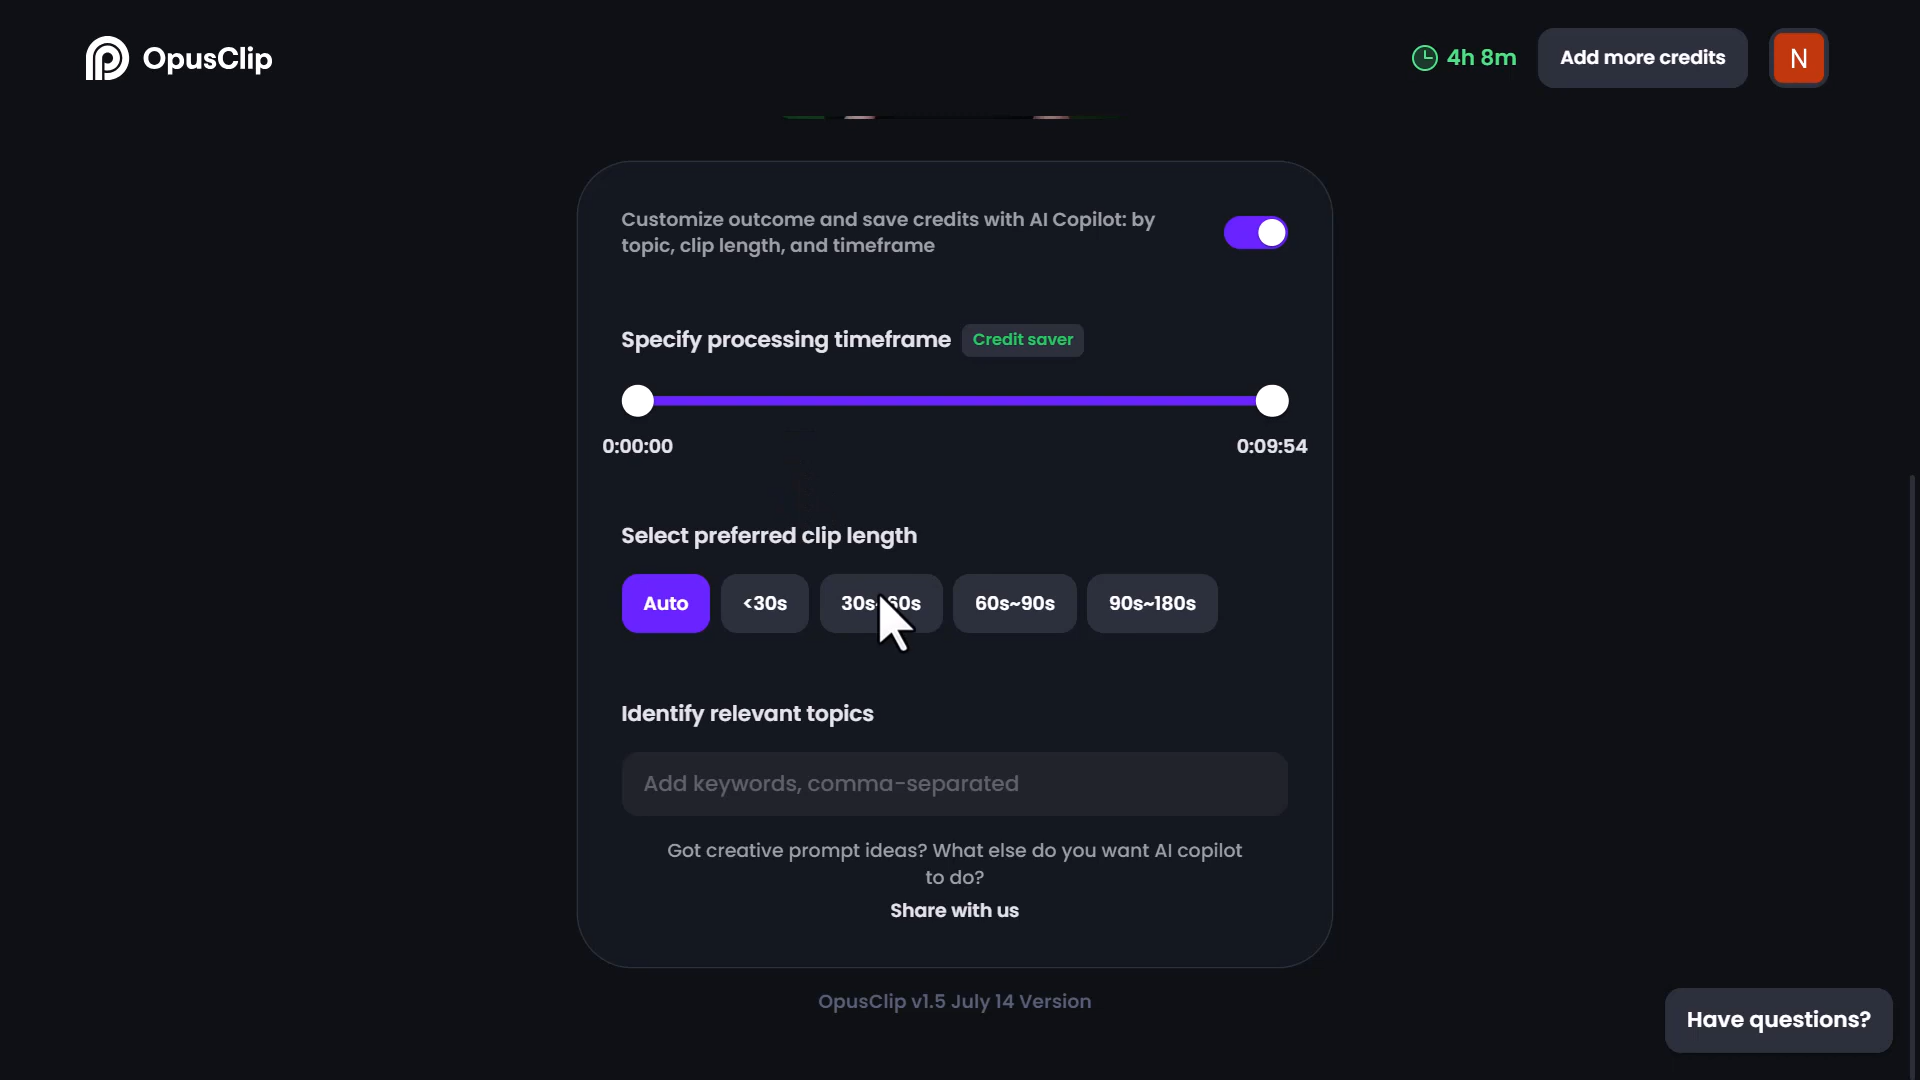 OpusClip
4h 8m
Add more credits
N
Customize outcome and save credits with AI Copilot: by
topic, clip length, and timeframe
Specify processing timeframe
Credit saver
0:00:00
0:09:54
Select preferred clip length
Auto
<30s
30s~60s
60s~90s
90s~180s
Identify relevant topics
Add keywords, comma-separated
Got creative prompt ideas? What else do you want AI copilot
to do?
Share with us
OpusClip v1.5 July 14 Version
Have questions?